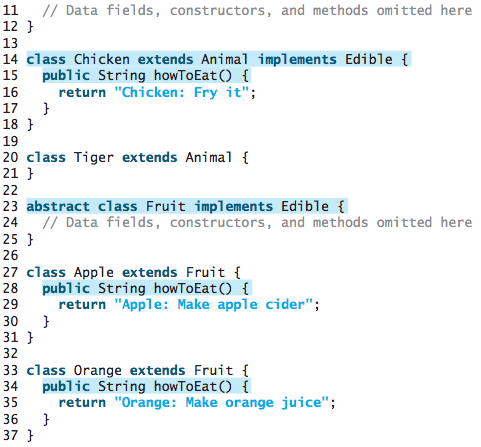 11   // Data fields, constructors, and methods omitted here
12 }
13
14 class Chicken extends Animal implements Edible {
15   public String howToEat() {
16     return "Chicken: Fry it";
17   }
18 }
19
20 class Tiger extends Animal {
21 }
22
23 abstract class Fruit implements Edible {
24   // Data fields, constructors, and methods omitted here
25 }
26
27 class Apple extends Fruit {
28   public String howToEat() {
29     return "Apple: Make apple cider";
30   }
31 }
32
33 class Orange extends Fruit {
34   public String howToEat() {
35     return "Orange: Make orange juice";
36   }
37 }